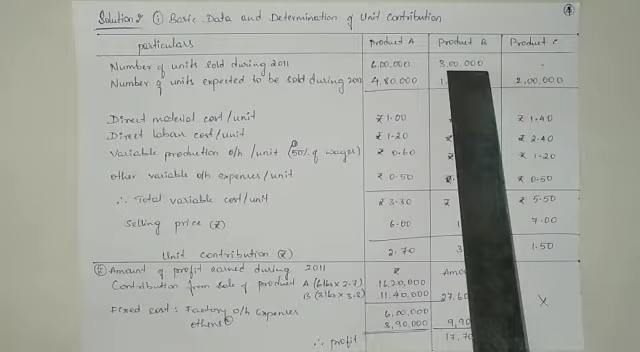 Solution: (i) Basic Data and Determination of Unit Contribution
particulars Product A Product B Product C
Number of units sold during 2011 6,00,000 3,00,000 -
Number of units expected to be sold during 2012 4,80,000 1 2,00,000
Direct material cost/unit ₹ 1.00 ₹ ₹ 1.40
Direct labour cost/unit ₹ 1.20 ₹ ₹ 2.40
Variable production o/h /unit (50% of wages) ₹ 0.60 ₹ ₹ 1.20
Other variable o/h expenses/unit ₹ 0.50 ₹ ₹ 0.50
∴ Total variable cost/unit ₹ 3.30 ₹ ₹ 5.50
Selling price (₹) 6.00 1 7.00
Unit contribution (₹) 2.70 3 1.50
(ii) Amount of profit earned during 2011 ₹ Amo
Contribution from sale of product A (6 lks x 2.7) 16,20,000
B (3 lks x 3.8) 11,40,000 27,60 X
Fixed cost: Factory o/h expenses 6,00,000
others 3,90,000 9,90
∴ profit 17,70